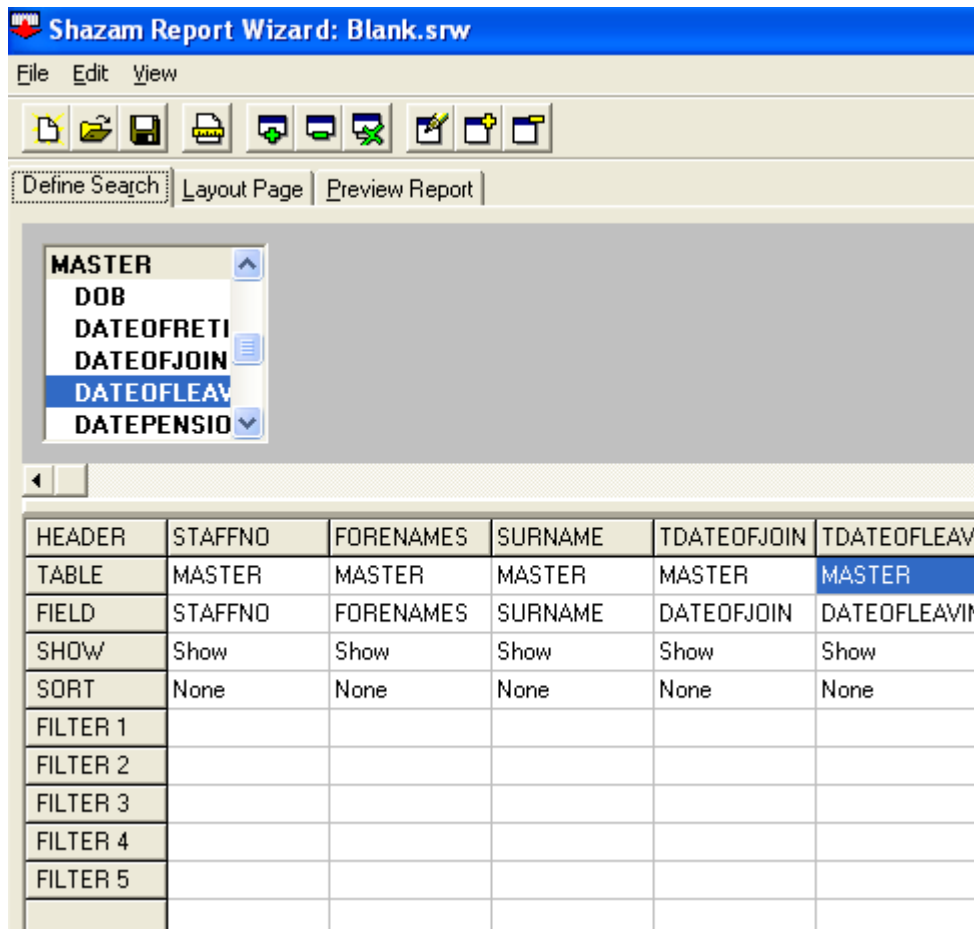 Shazam Report Wizard: Blank.srw
File Edit View
Define Search Layout Page Preview Report
MASTER
DOB
DATEOFRETI
DATEOFJOIN
DATEOFLEAV
DATEPENSIO
HEADER STAFFNO FORENAMES SURNAME TDATEOFJOIN TDATEOFLEAV
TABLE MASTER MASTER MASTER MASTER MASTER
FIELD STAFFNO FORENAMES SURNAME DATEOFJOIN DATEOFLEAVIN
SHOW Show Show Show Show Show
SORT None None None None None
FILTER 1
FILTER 2
FILTER 3
FILTER 4
FILTER 5